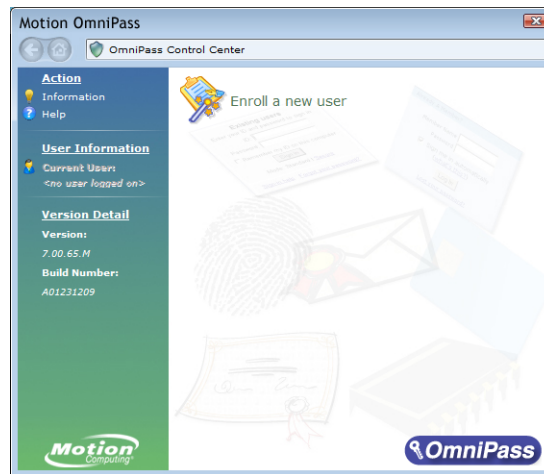 Motion OmniPass
OmniPass Control Center
Action
Information
Help
User Information
Current User:
<no user logged on>
Version Detail
Version:
7.00.65.M
Build Number:
A01231209
Enroll a new user
Motion
Computing
OmniPass